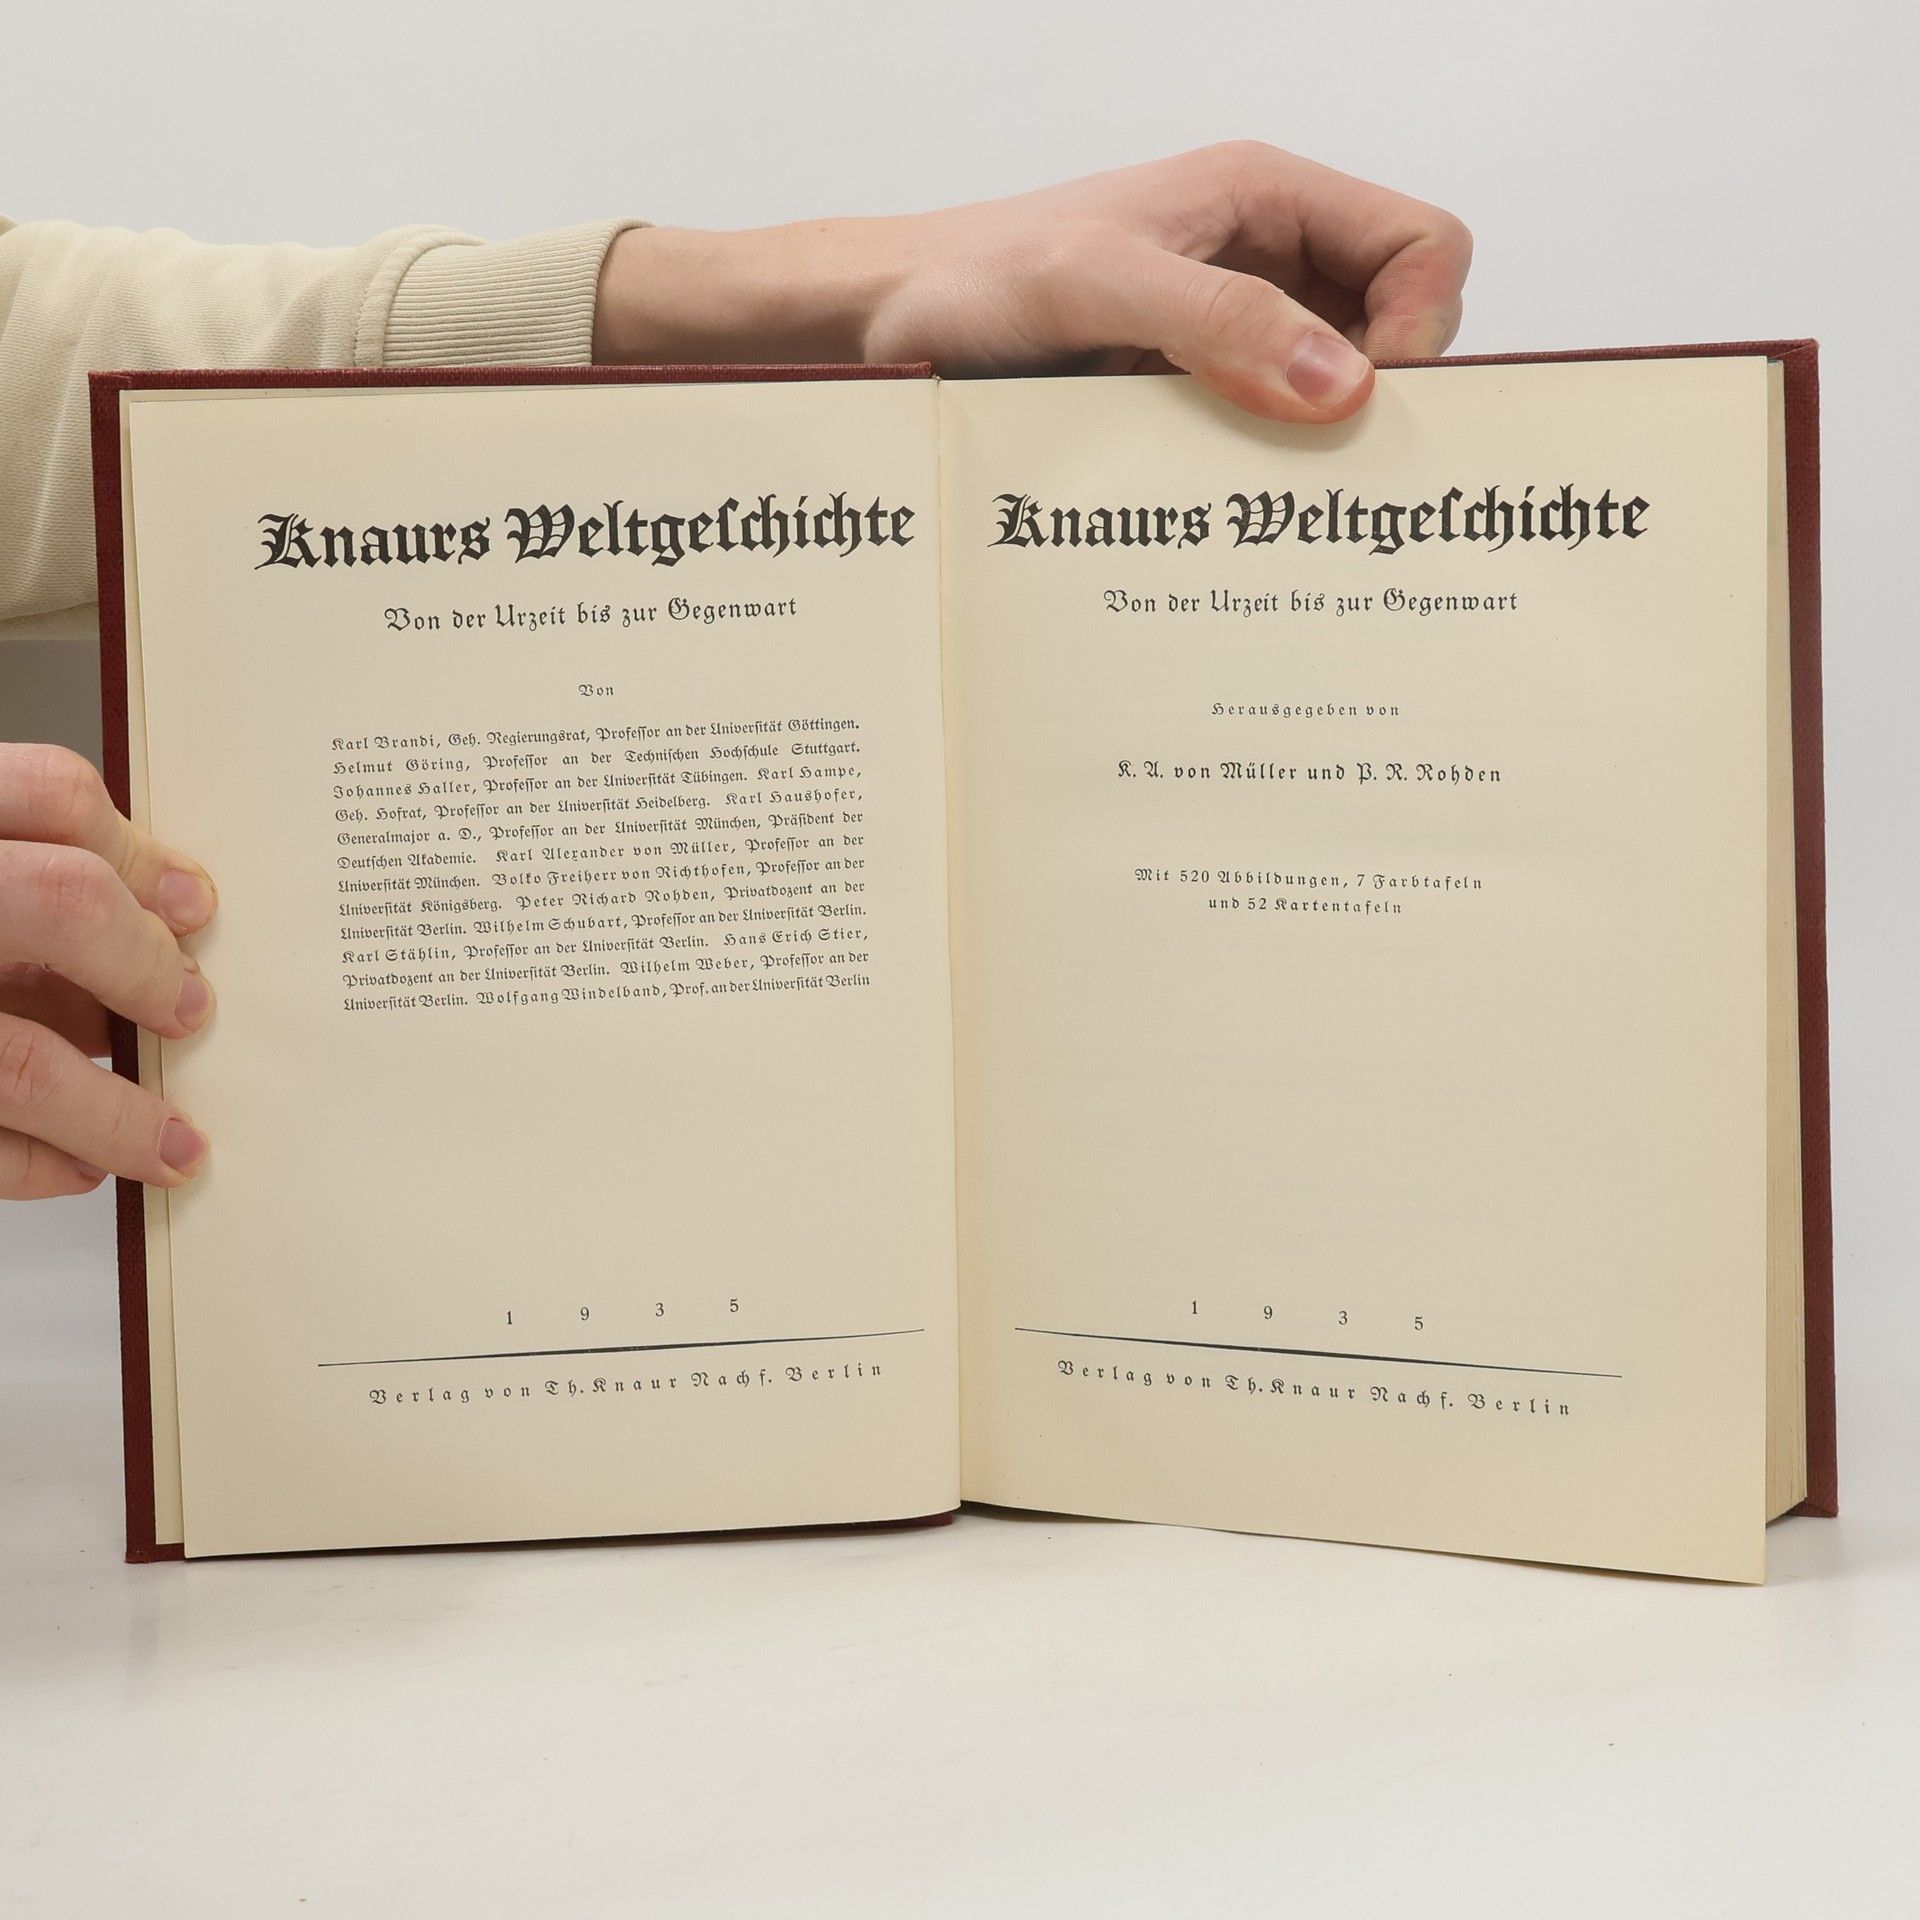 Knaurs Weltgeſchichte
Von der Urzeit bis zur Gegenwart
Von
Karl Brandi, Geh. Regierungsrat, Profeſſor an der Univerſität Göttingen.
Helmut Göring, Profeſſor an der Techniſchen Hochſchule Stuttgart.
Johannes Haller, Profeſſor an der Univerſität Tübingen. Karl Hampe,
Geh. Hofrat, Profeſſor an der Univerſität Heidelberg. Karl Haushofer,
Generalmajor a. D., Profeſſor an der Univerſität München, Präſident der
Deutſchen Akademie. Karl Alexander von Müller, Profeſſor an der
Univerſität München. Bolko Freiherr von Richthofen, Profeſſor an der
Univerſität Königsberg. Peter Richard Rohden, Privatdozent an der
Univerſität Berlin. Wilhelm Schubart, Profeſſor an der Univerſität Berlin.
Karl Stählin, Profeſſor an der Univerſität Berlin. Hans Erich Stier,
Privatdozent an der Univerſität Berlin. Wilhelm Weber, Profeſſor an der
Univerſität Berlin. Wolfgang Windelband, Prof. an der Univerſität Berlin
1935
Verlag von Th. Knaur Nachf. Berlin
Knaurs Weltgeſchichte
Von der Urzeit bis zur Gegenwart
Herausgegeben von
K. A. von Müller und P. R. Rohden
Mit 520 Abbildungen, 7 Farbtafeln
und 52 Kartentafeln
1935
Verlag von Th. Knaur Nachf. Berlin